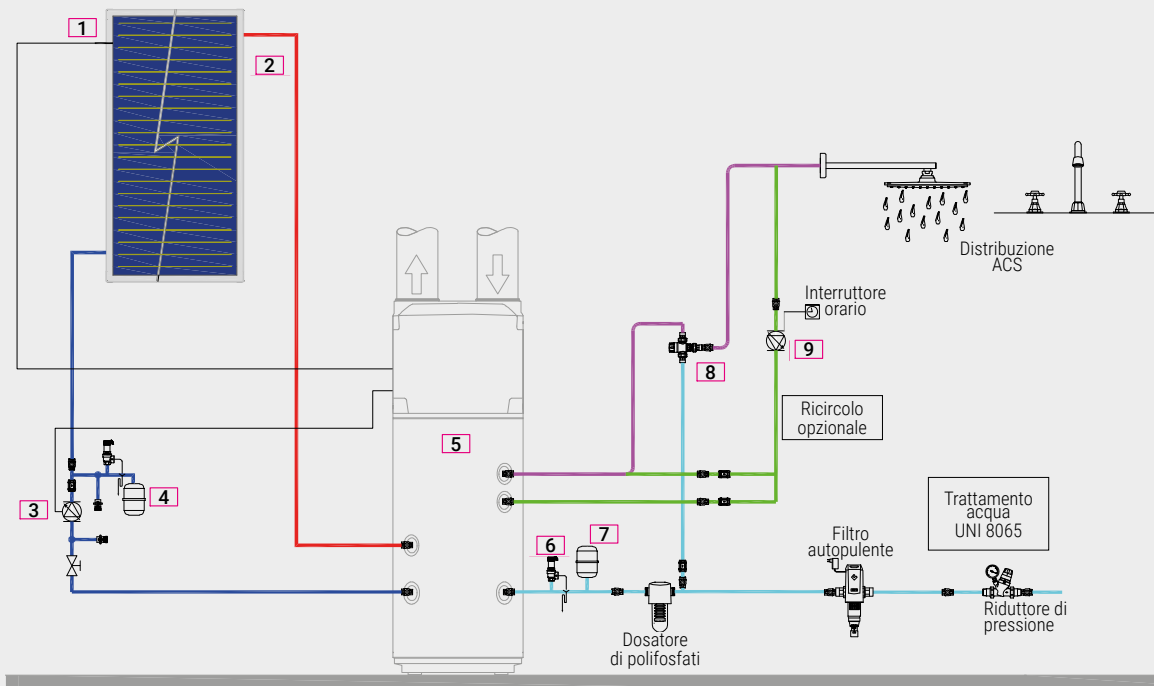 1
2
Distribuzione
ACS
Interruttore
orario
9
8
Ricircolo
opzionale
5
3
4
6
7
Trattamento
acqua
UNI 8065
Filtro
autopulente
Riduttore di
pressione
Dosatore
di polifosfati